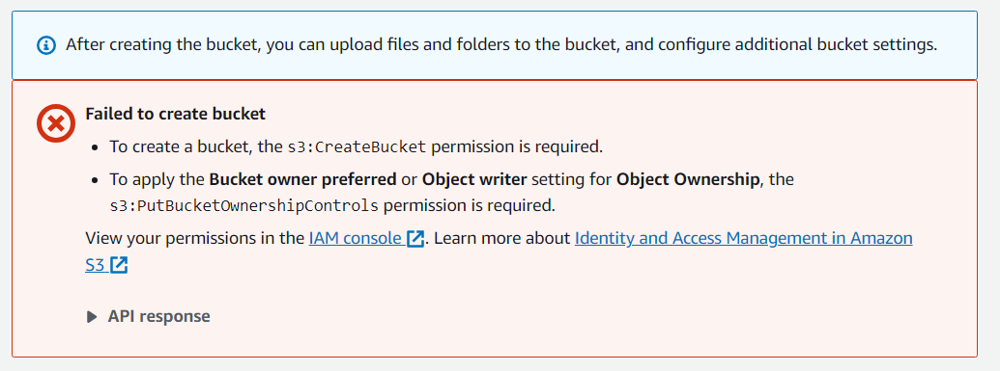 After creating the bucket, you can upload files and folders to the bucket, and configure additional bucket settings.
Failed to create bucket
• To create a bucket, the s3:CreateBucket permission is required.
• To apply the Bucket owner preferred or Object writer setting for Object Ownership, the
s3:PutBucketOwnershipControls permission is required.
View your permissions in the IAM console. Learn more about Identity and Access Management in Amazon
S3
API response